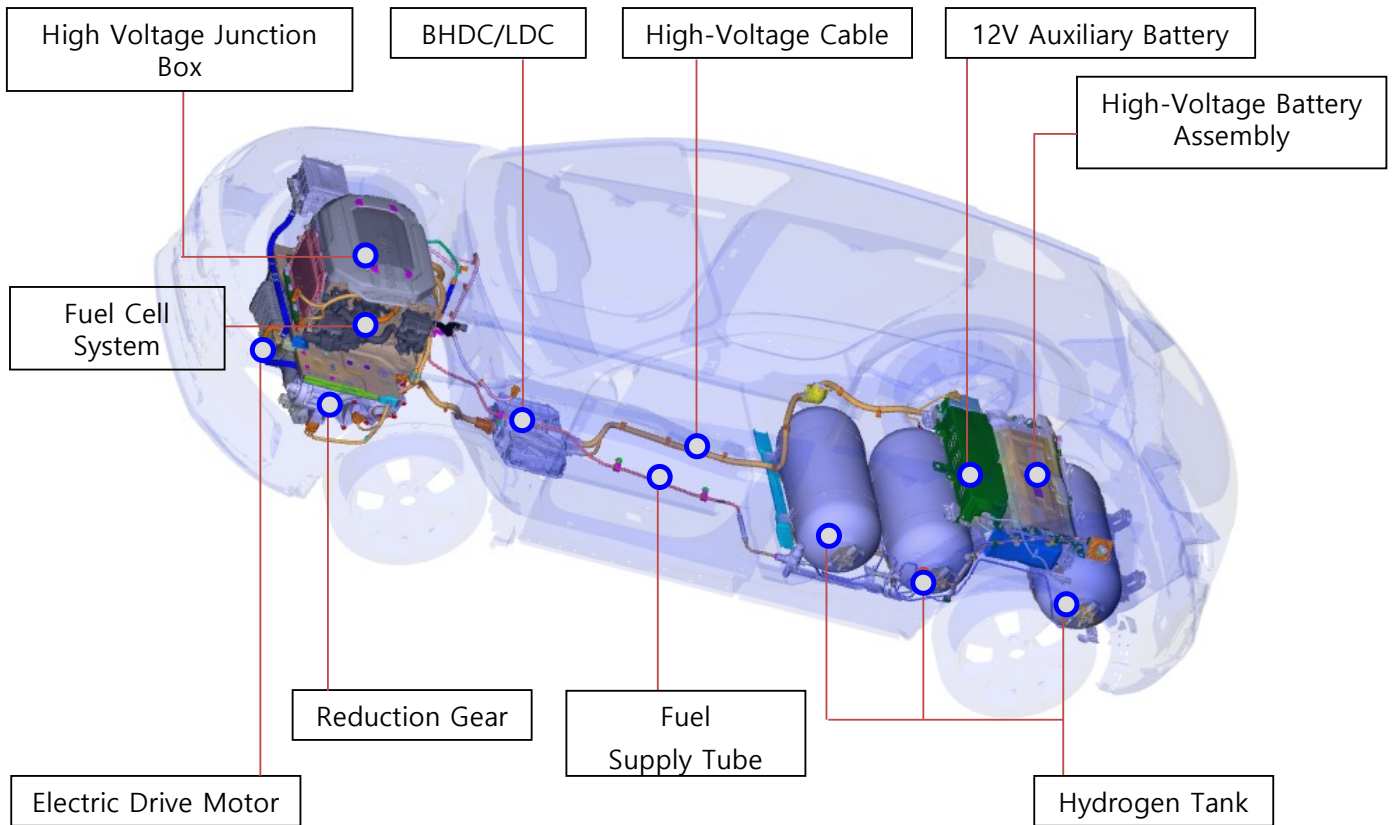 High Voltage Junction
Box
BHDC/LDC
High-Voltage Cable
12V Auxiliary Battery
High-Voltage Battery
Assembly
Fuel Cell
System
Reduction Gear
Fuel
Supply Tube
Electric Drive Motor
Hydrogen Tank